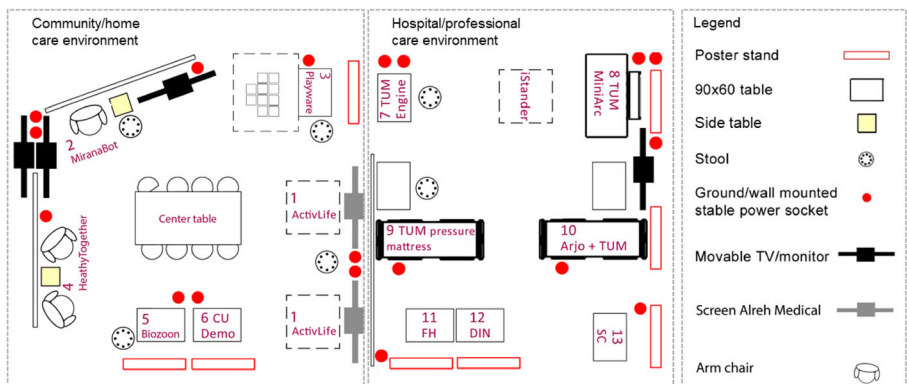 Community/home
care environment
Hospital/professional
care environment
Legend
Poster stand
90x60 table
Side table
Stool
Ground/wall mounted
stable power socket
Movable TV/monitor
Screen Alreh Medical
Arm chair
2
MiranaBot
3
Playware
4
HeathyTogether
Center table
1
ActivLife
1
ActivLife
5
Biozoon
6 CU
Demo
7 TUM
Engine
iStander
8 TUM
MiniArc
9 TUM pressure
mattress
10
Arjo + TUM
11
FH
12
DIN
13
SC